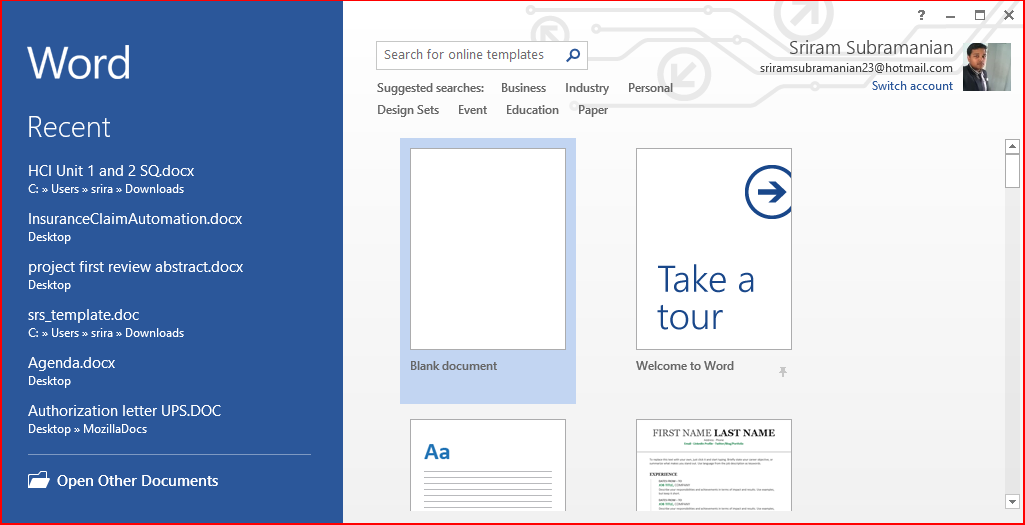 Word
Recent
HCI Unit 1 and 2 SQ.docx
C: » Users » srira » Downloads
InsuranceClaimAutomation.docx
Desktop
project first review abstract.docx
Desktop
srs_template.doc
C: » Users » srira » Downloads
Agenda.docx
Desktop
Authorization letter UPS.DOC
Desktop » MozillaDocs
Open Other Documents
?
Search for online templates
Sriram Subramanian
sriramsubramanian23@hotmail.com
Switch account
Suggested searches: Business Industry Personal
Design Sets Event Education Paper
Take a
tour
Blank document
Welcome to Word
Aa
FIRST NAME LAST NAME
EXPERIENCE